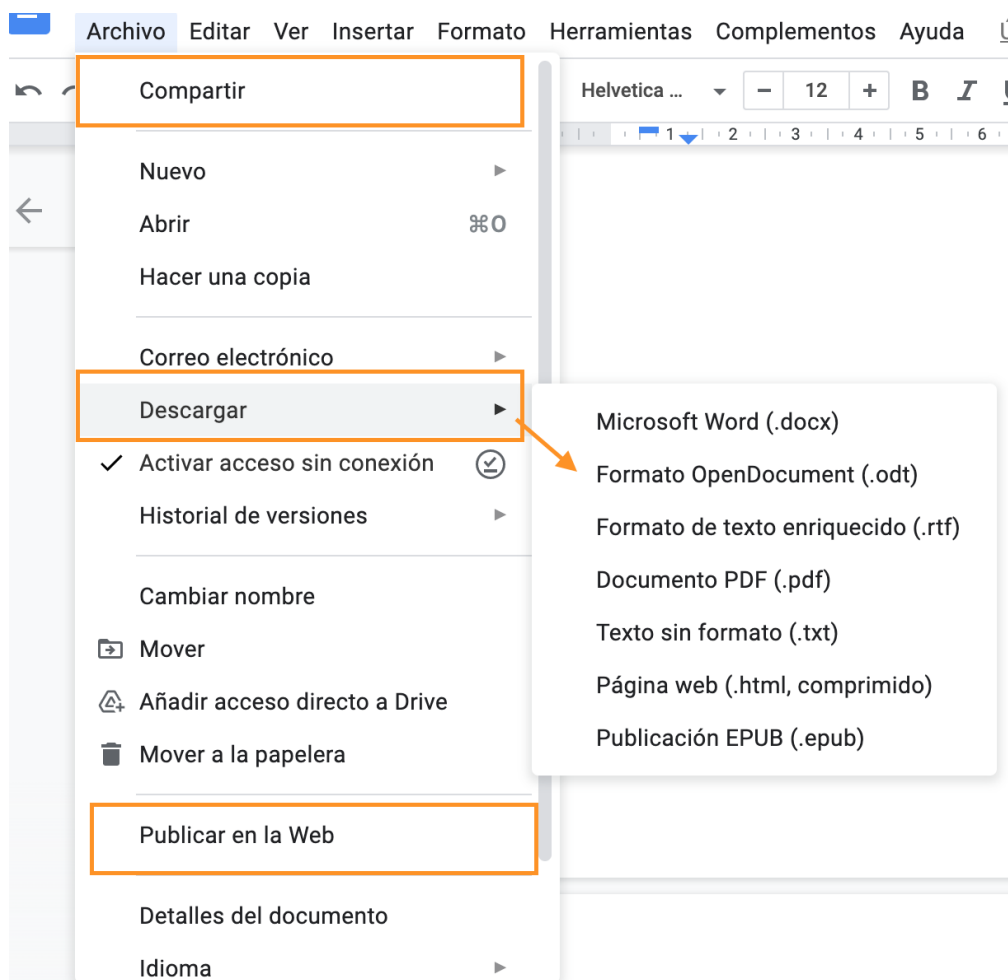 Archivo Editar Ver Insertar Formato Herramientas Complementos Ayuda
Compartir
Helvetica ... − 12 + B I
1 2 3 4 5 6
Nuevo
Abrir ⌘O
Hacer una copia
Correo electrónico
Descargar
Microsoft Word (.docx)
Formato OpenDocument (.odt)
Formato de texto enriquecido (.rtf)
Documento PDF (.pdf)
Texto sin formato (.txt)
Página web (.html, comprimido)
Publicación EPUB (.epub)
Activar acceso sin conexión
Historial de versiones
Cambiar nombre
Mover
Añadir acceso directo a Drive
Mover a la papelera
Publicar en la Web
Detalles del documento
Idioma